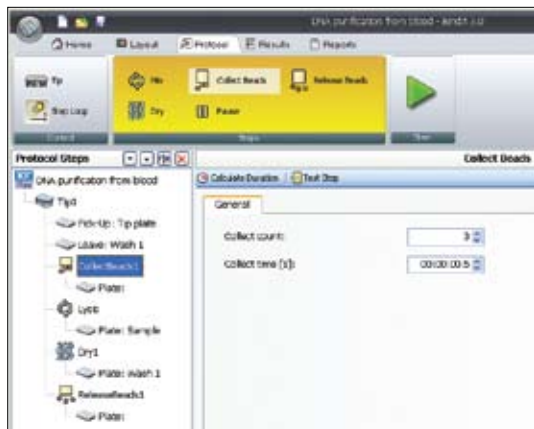 DNA purification from blood - BindIt 3.0
Home Layout Protocol Results Reports
Tip Mix Collect Beads Release Beads
Step Loop Dry Pause
Control Steps Start
Protocol Steps Collect Beads
DNA purification from blood
Calculate Duration Test Step
Tip1
General
Pick-Up: Tip plate
Leave: Wash 1
Collect count: 3
CollectBeads1
Collect time [s]: 00:00:00.5
Plate:
Lysis
Plate: Sample
Dry1
Plate: Wash 1
ReleaseBeads1
Plate: